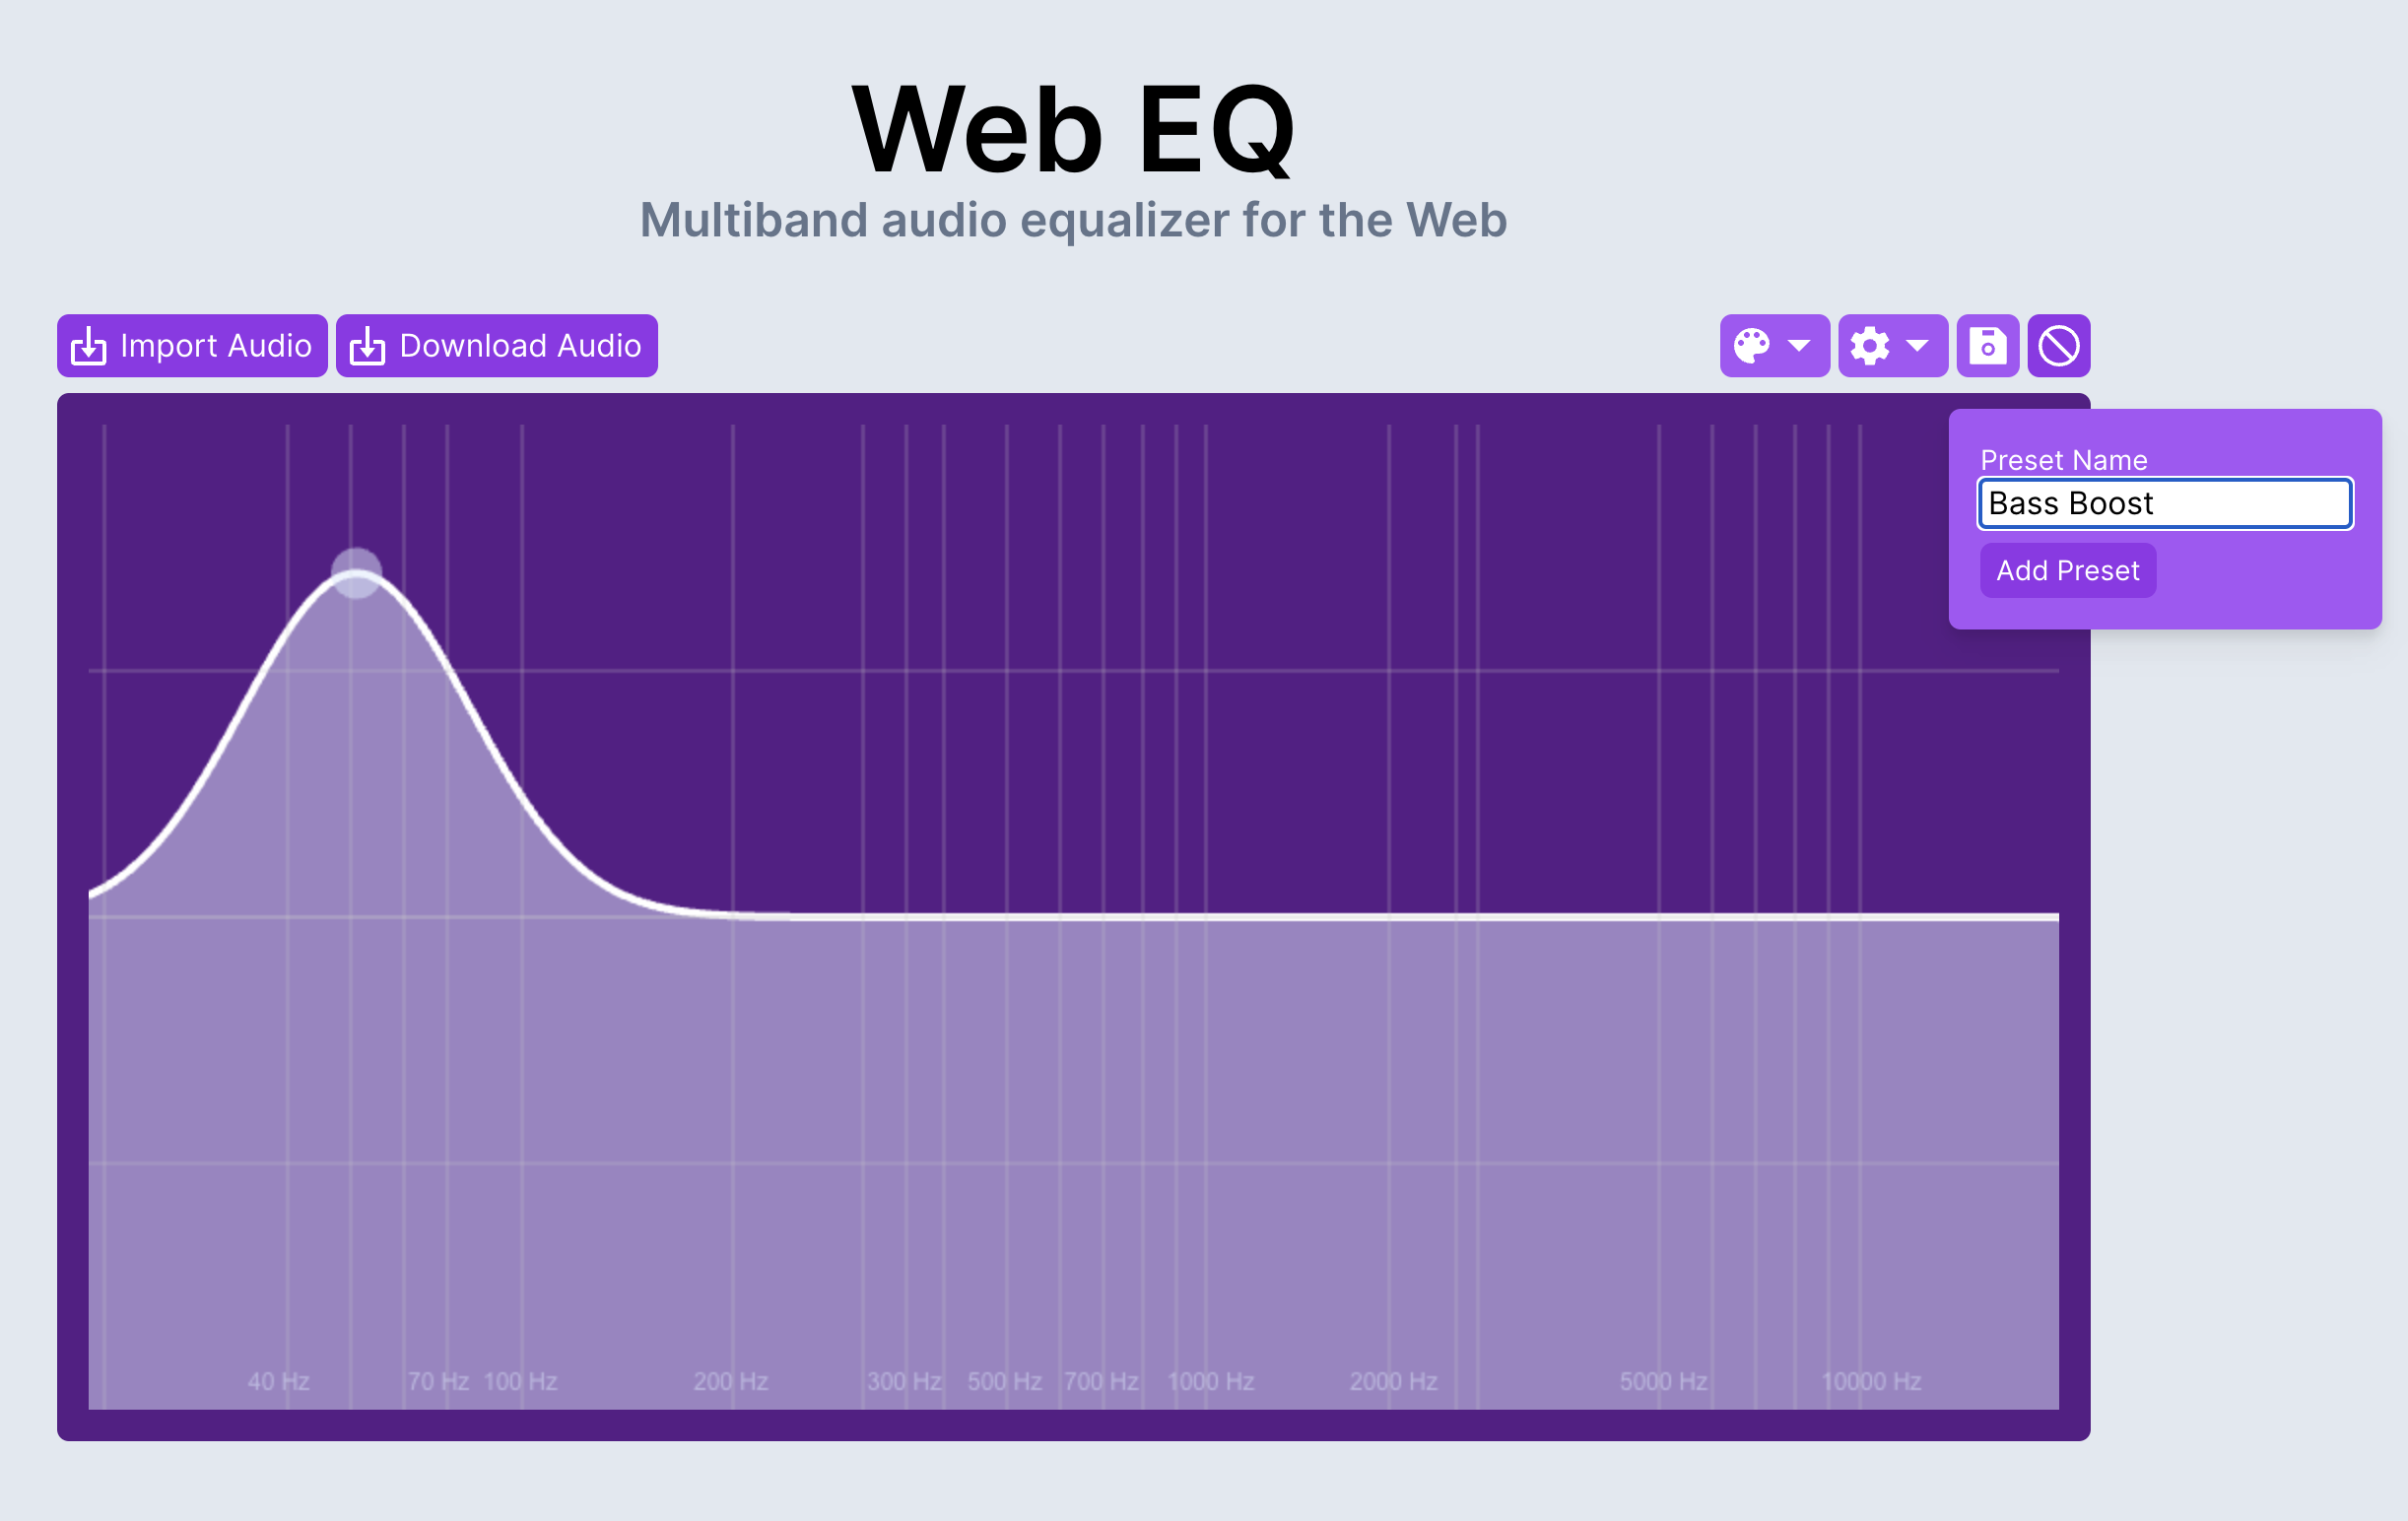 Web EQ
Multiband audio equalizer for the Web
Import Audio
Download Audio
Preset Name
Bass Boost
Add Preset
40 Hz
70 Hz
100 Hz
200 Hz
300 Hz
500 Hz
700 Hz
1000 Hz
2000 Hz
5000 Hz
10000 Hz